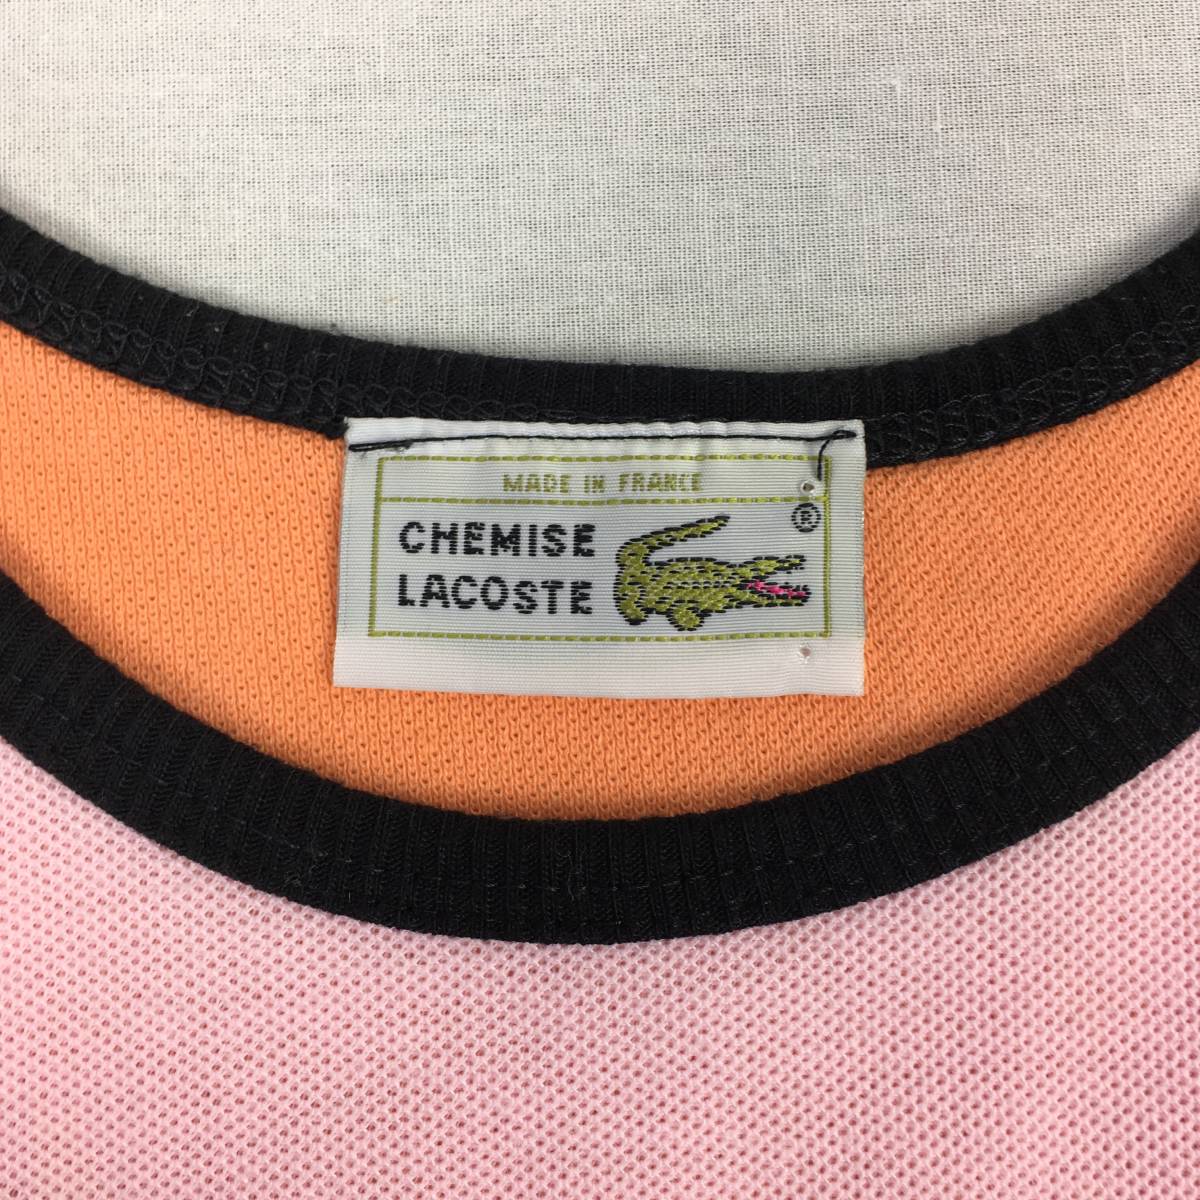 MADE IN FRANCE
CHEMISE
LACOSTE
®